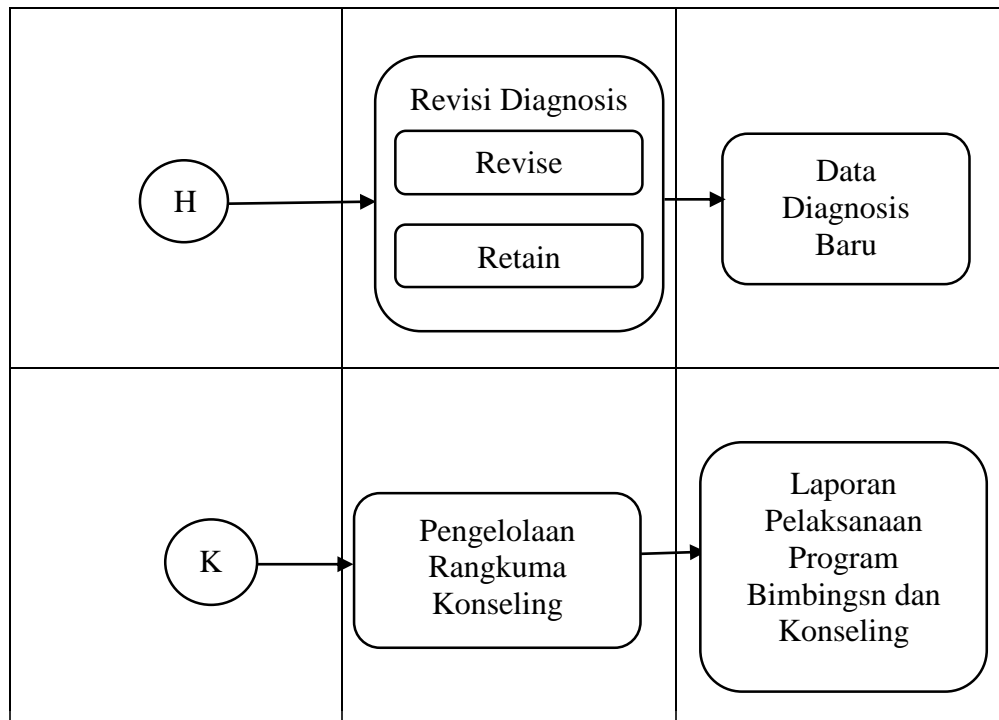 H
Revisi Diagnosis
Revise
Retain
Data
Diagnosis
Baru
K
Pengelolaan
Rangkuma
Konseling
Laporan
Pelaksanaan
Program
Bimbingsn dan
Konseling